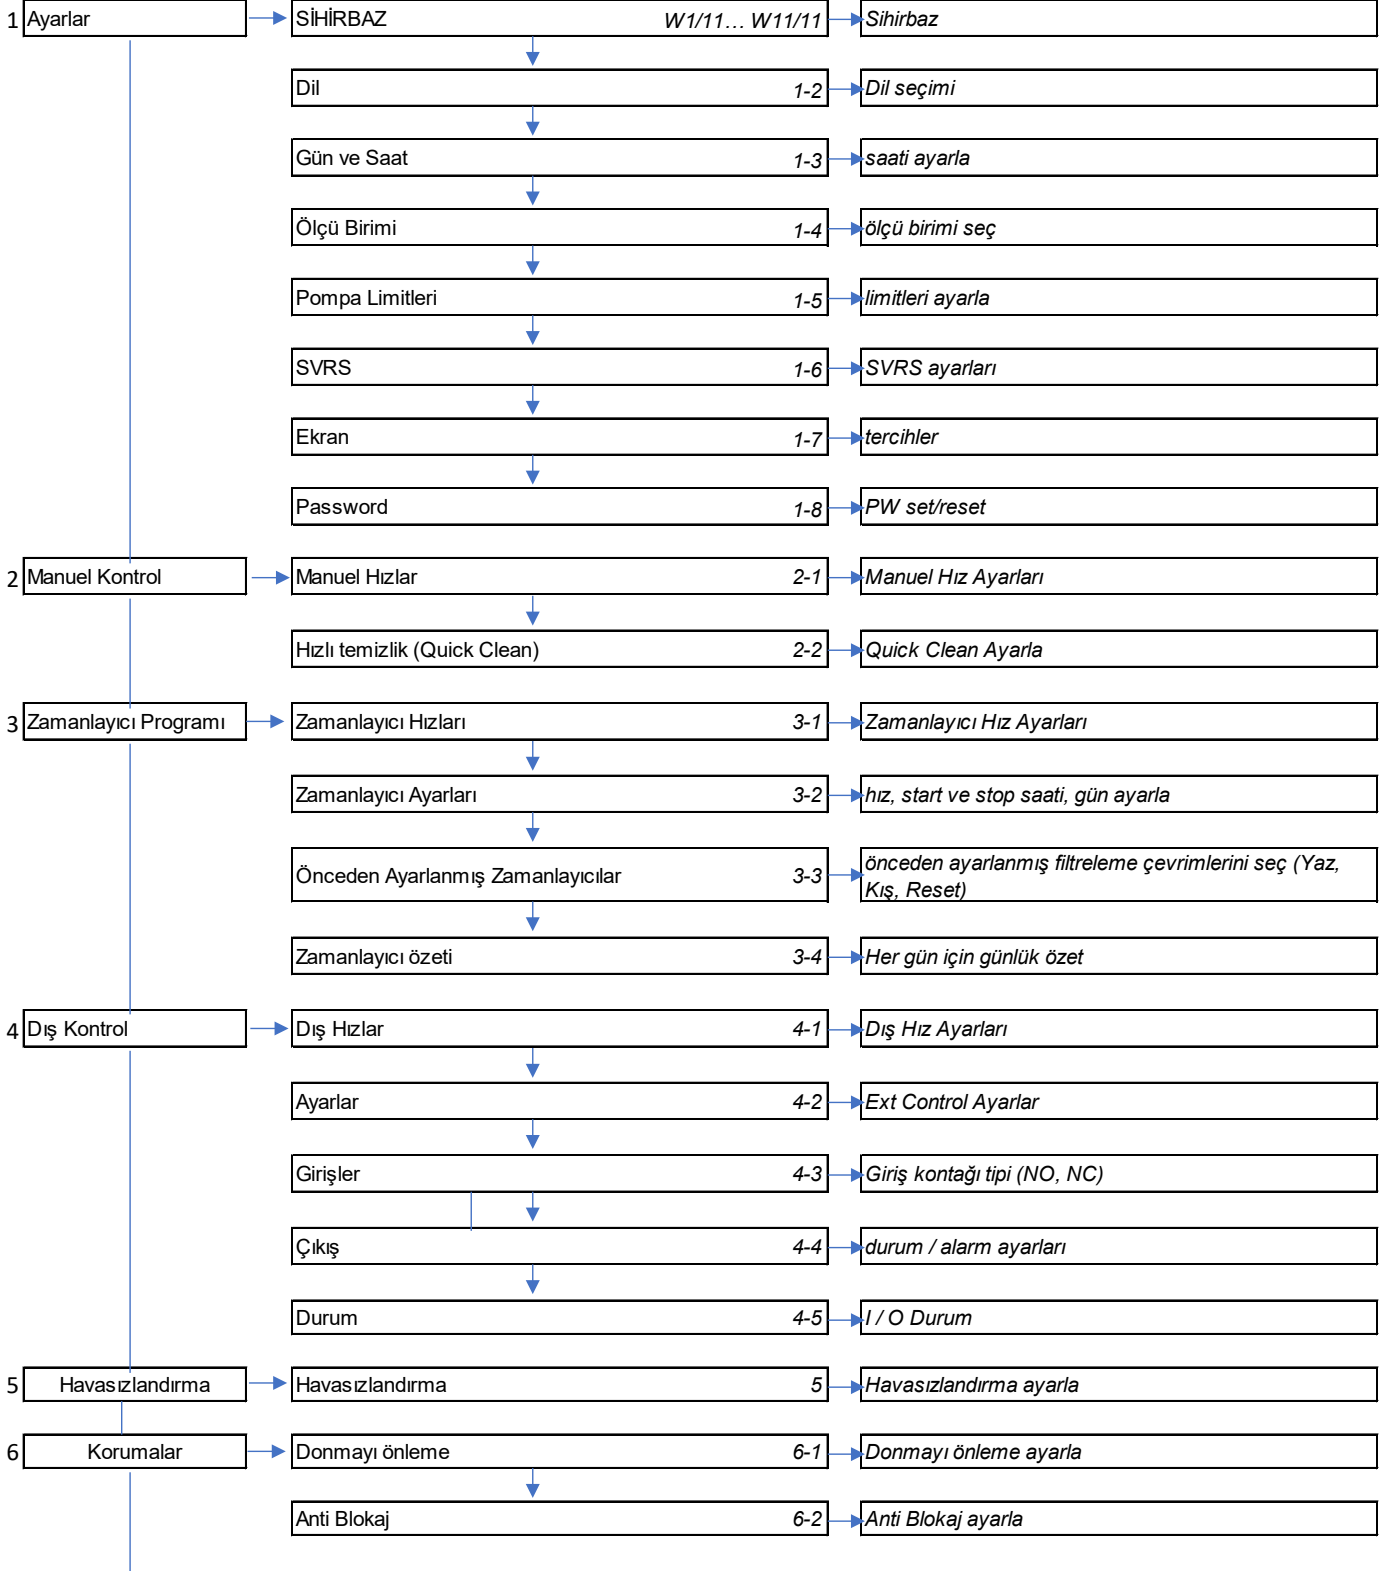 1 Ayarlar SİHİRBAZ W1/11… W11/11 Sihirbaz
Dil 1-2 Dil seçimi
Gün ve Saat 1-3 saati ayarla
Ölçü Birimi 1-4 ölçü birimi seç
Pompa Limitleri 1-5 limitleri ayarla
SVRS 1-6 SVRS ayarları
Ekran 1-7 tercihler
Password 1-8 PW set/reset
2 Manuel Kontrol Manuel Hızlar 2-1 Manuel Hız Ayarları
Hızlı temizlik (Quick Clean) 2-2 Quick Clean Ayarla
3 Zamanlayıcı Programı Zamanlayıcı Hızları 3-1 Zamanlayıcı Hız Ayarları
Zamanlayıcı Ayarları 3-2 hız, start ve stop saati, gün ayarla
Önceden Ayarlanmış Zamanlayıcılar 3-3 önceden ayarlanmış filtreleme çevrimlerini seç (Yaz,
Kış, Reset)
Zamanlayıcı özeti 3-4 Her gün için günlük özet
4 Dış Kontrol Dış Hızlar 4-1 Dış Hız Ayarları
Ayarlar 4-2 Ext Control Ayarlar
Girişler 4-3 Giriş kontağı tipi (NO, NC)
Çıkış 4-4 durum / alarm ayarları
Durum 4-5 I / O Durum
5 Havasızlandırma Havasızlandırma 5 Havasızlandırma ayarla
6 Korumalar Donmayı önleme 6-1 Donmayı önleme ayarla
Anti Blokaj 6-2 Anti Blokaj ayarla